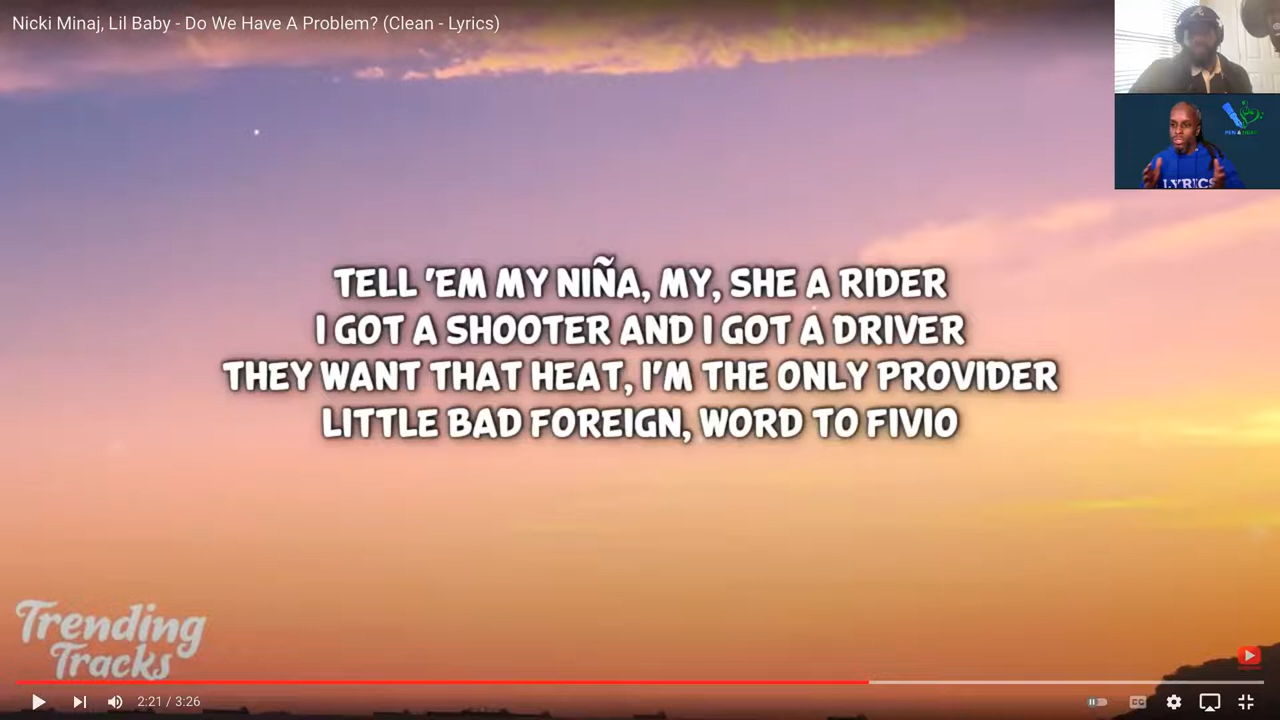 Nicki Minaj, Lil Baby - Do We Have A Problem? (Clean - Lyrics)
PEN &
LYRICS
TELL 'EM MY NIÑA, MY, SHE A RIDER
I GOT A SHOOTER AND I GOT A DRIVER
THEY WANT THAT HEAT, I'M THE ONLY PROVIDER
LITTLE BAD FOREIGN, WORD TO FIVIO
Trending
Tracks
2:21 / 3:26
CC